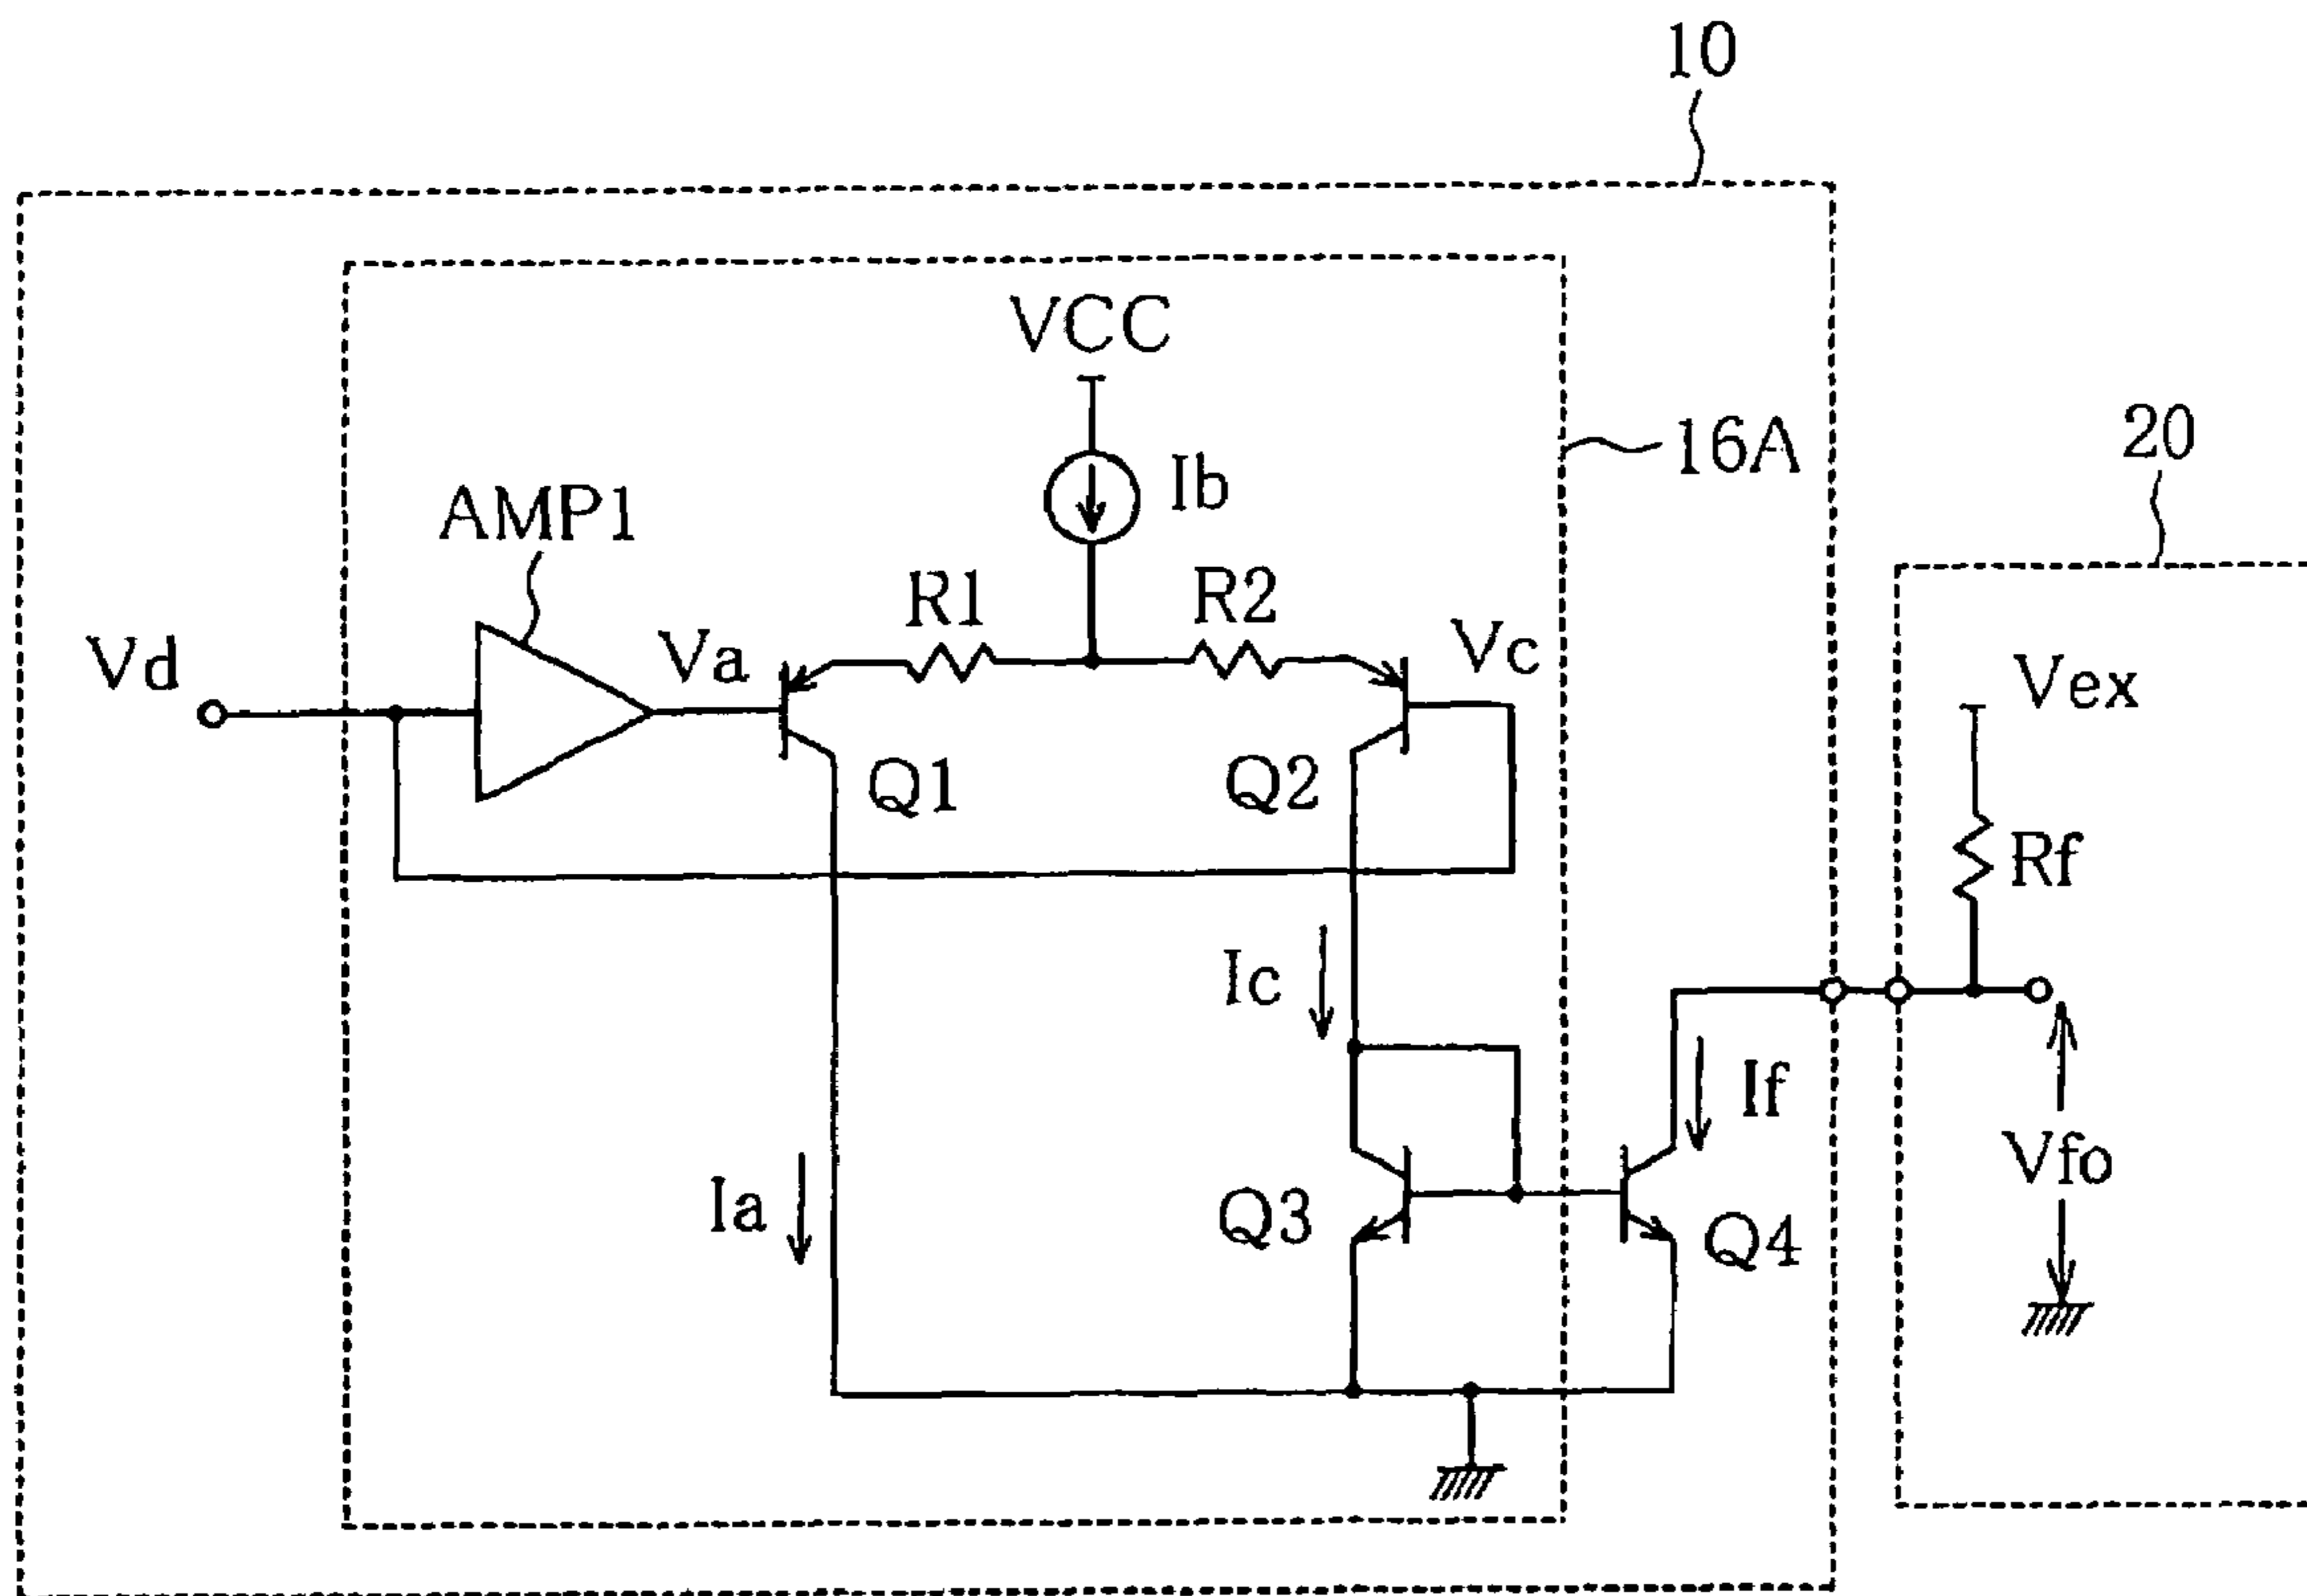 10
VCC
20
16A
Ib
AMP1
R1
R2
Vd
Va
Vc
Vex
Q1
Q2
Rf
Ic
If
Ia
Q3
Q4
Vfo